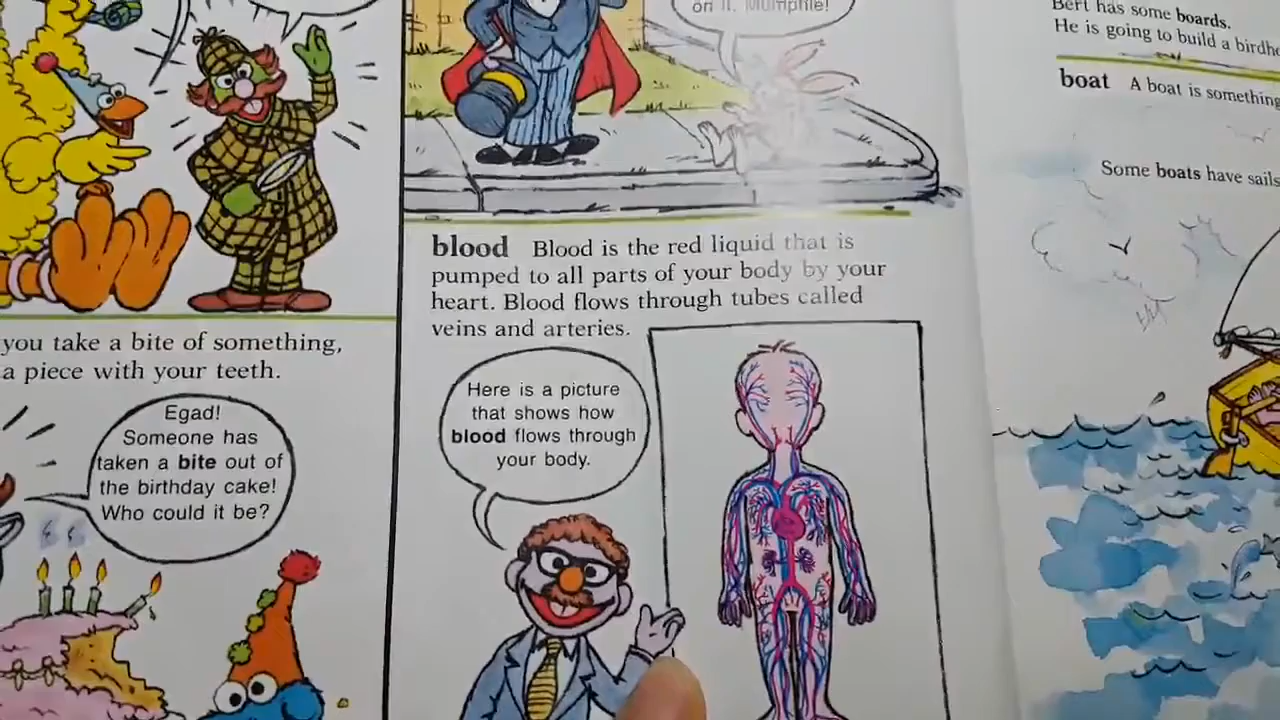 you take a bite of something,
a piece with your teeth.
Egad!
Someone has
taken a bite out of
the birthday cake!
Who could it be?
on it. Mumphie!
blood Blood is the red liquid that is
pumped to all parts of your body by your
heart. Blood flows through tubes called
veins and arteries.
Here is a picture
that shows how
blood flows through
your body.
Bert has some boards.
He is going to build a
boat A boat is something
Some boats have sails